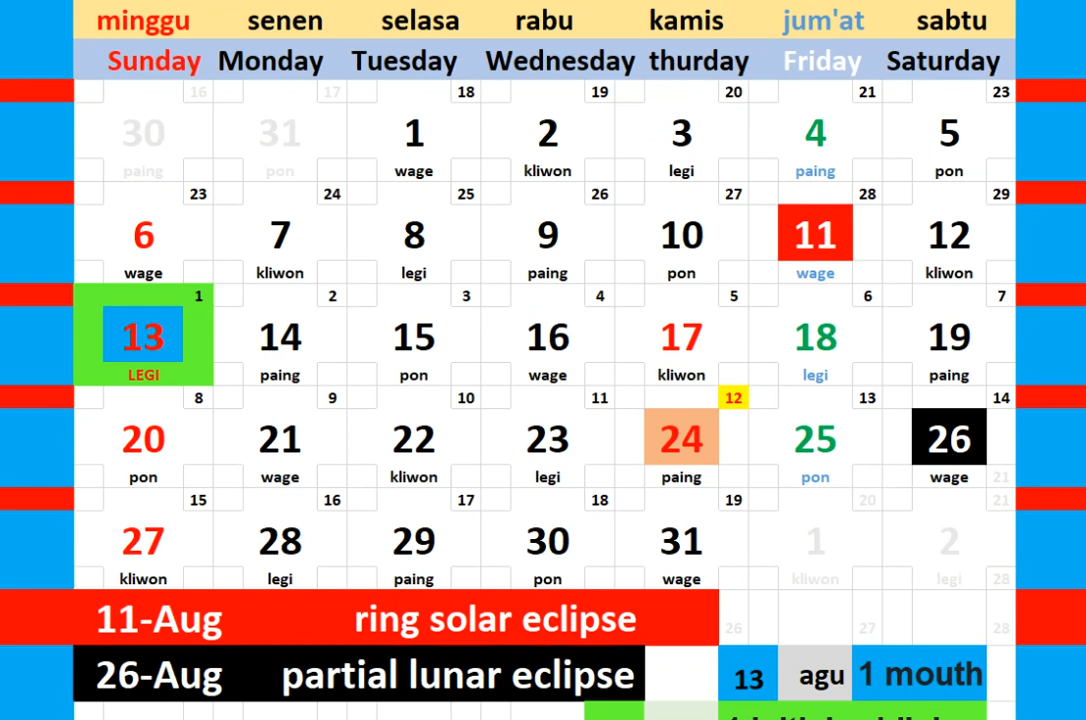 minggu senen selasa rabu kamis jum'at sabtu
Sunday Monday Tuesday Wednesday thurday Friday Saturday
16 17 18 19 20 21 23
30 31 1 2 3 4 5
paing pon wage kliwon legi paing pon
23 24 25 26 27 28 29
6 7 8 9 10 11 12
wage kliwon legi paing pon wage kliwon
1 2 3 4 5 6 7
13 14 15 16 17 18 19
LEGI paing pon wage kliwon legi paing
8 9 10 11 12 13 14
20 21 22 23 24 25 26
pon wage kliwon legi paing pon wage 21
15 16 17 18 19 20 21
27 28 29 30 31 1 2
kliwon legi paing pon wage kliwon legi 28
11-Aug ring solar eclipse 26 27 28
26-Aug partial lunar eclipse 13 agu 1 mouth